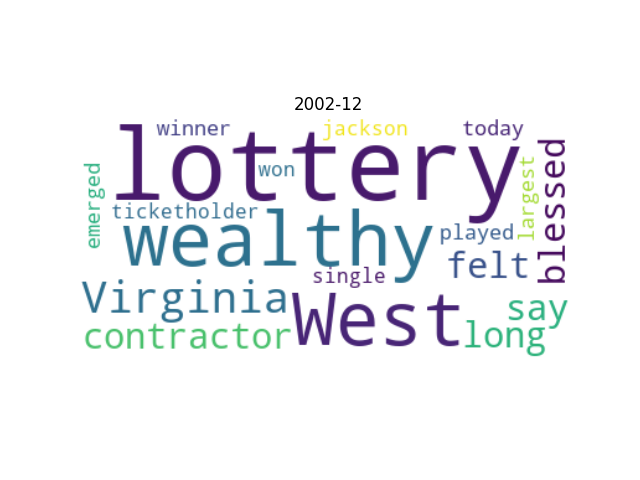 2002-12
winner jackson today
lottery
won
emerged
largest
blessed
ticketholder
wealthy
played
felt
single
Virginia
West
say
contractor
long